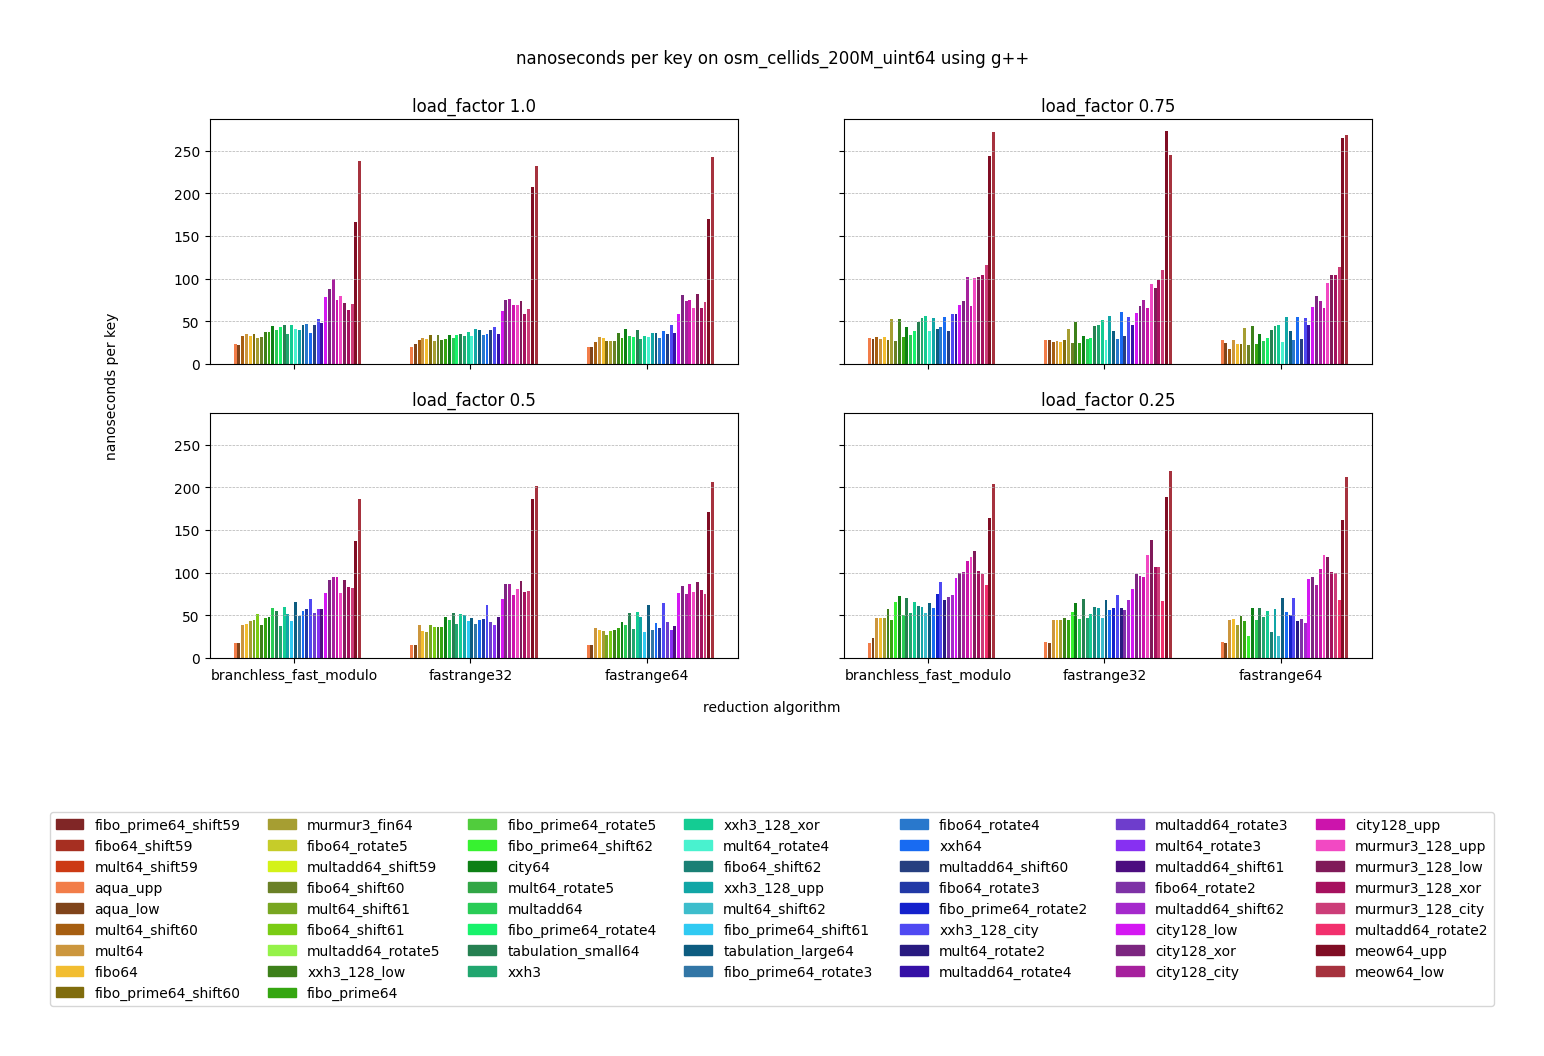 nanoseconds per key on osm_cellids_200M_uint64 using g++
load_factor 1.0
load_factor 0.75
250
200
150
100
50
0
load_factor 0.5
load_factor 0.25
250
200
150
100
50
0
nanoseconds per key
branchless_fast_modulo
fastrange32
fastrange64
branchless_fast_modulo
fastrange32
fastrange64
reduction algorithm
fibo_prime64_shift59
fibo64_shift59
mult64_shift59
aqua_upp
aqua_low
mult64_shift60
mult64
fibo64
fibo_prime64_shift60
murmur3_fin64
fibo64_rotate5
multadd64_shift59
fibo64_shift60
mult64_shift61
fibo64_shift61
multadd64_rotate5
xxh3_128_low
fibo_prime64
fibo_prime64_rotate5
fibo_prime64_shift62
city64
mult64_rotate5
multadd64
fibo_prime64_rotate4
tabulation_small64
xxh3
xxh3_128_xor
mult64_rotate4
fibo64_shift62
xxh3_128_upp
mult64_shift62
fibo_prime64_shift61
tabulation_large64
fibo_prime64_rotate3
fibo64_rotate4
xxh64
multadd64_shift60
fibo64_rotate3
fibo_prime64_rotate2
xxh3_128_city
mult64_rotate2
multadd64_rotate4
multadd64_rotate3
mult64_rotate3
multadd64_shift61
fibo64_rotate2
multadd64_shift62
city128_low
city128_xor
city128_city
city128_upp
murmur3_128_upp
murmur3_128_low
murmur3_128_xor
murmur3_128_city
multadd64_rotate2
meow64_upp
meow64_low